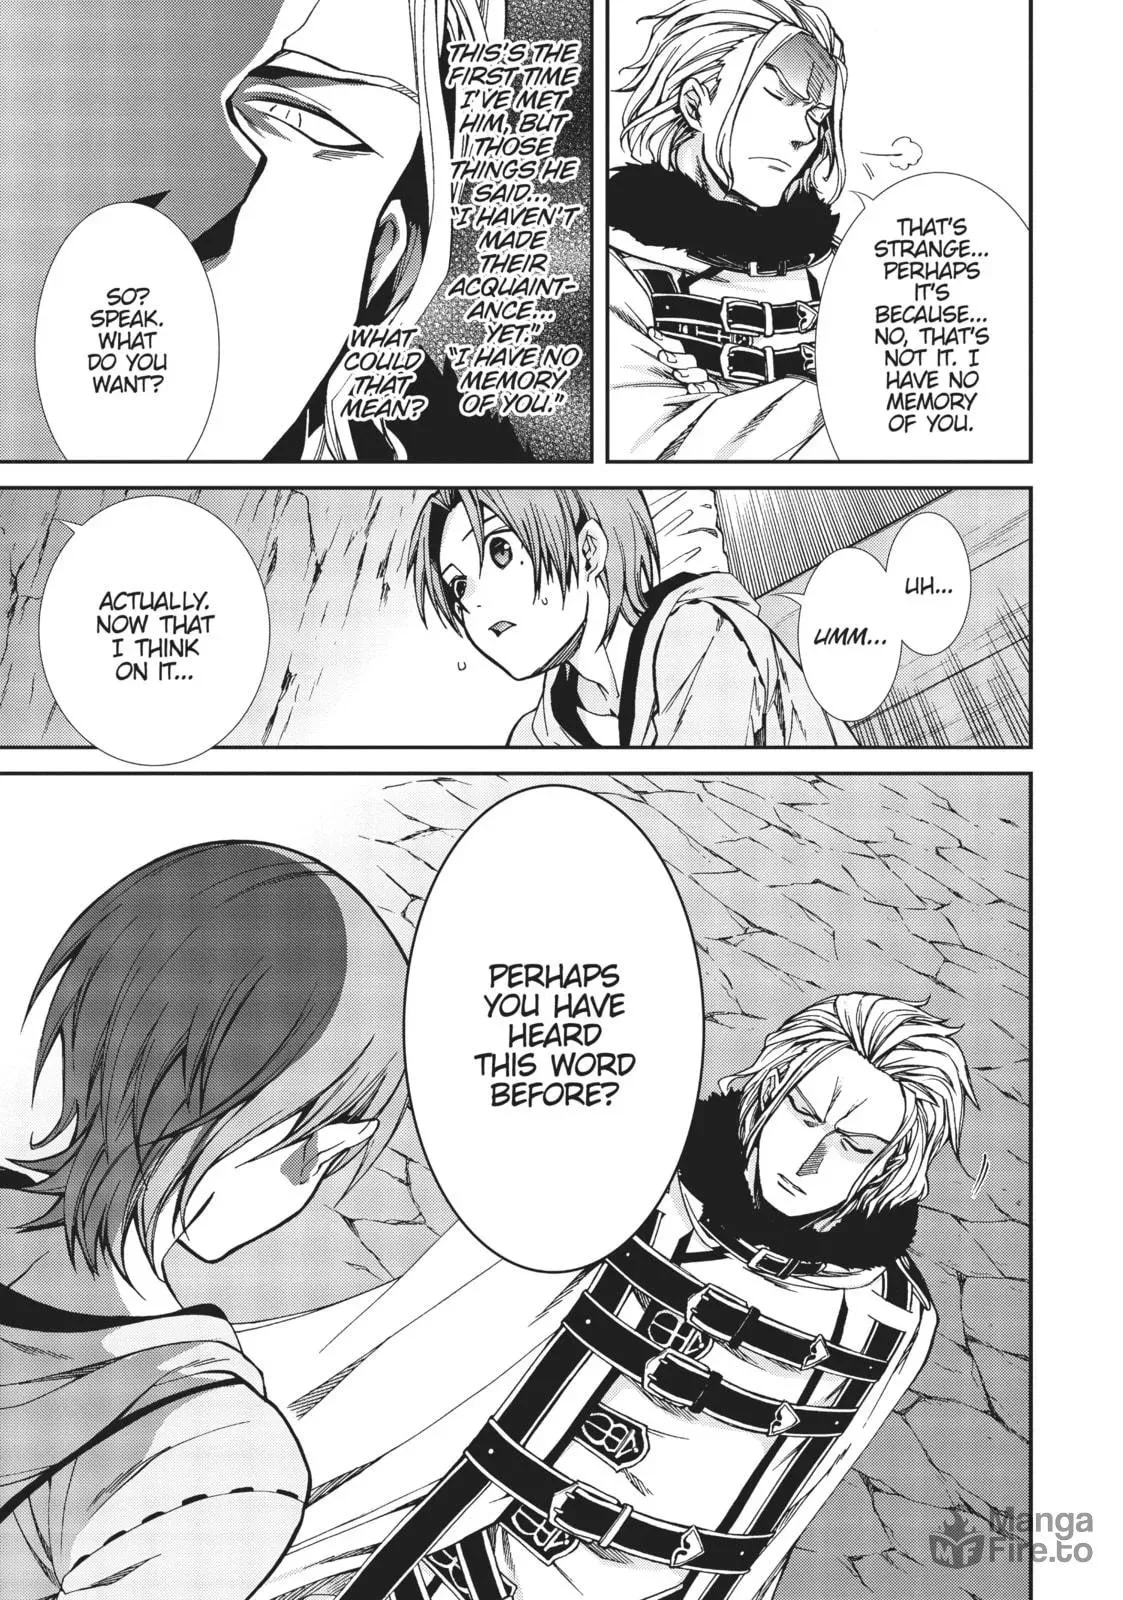 THAT'S
STRANGE...
PERHAPS
IT'S
BECAUSE...
NO, THAT'S
NOT IT. I
HAVE NO
MEMORY
OF YOU.
THIS'S THE
FIRST TIME
I'VE MET
HIM, BUT
THOSE
THINGS HE
SAID...
"I HAVEN'T
MADE
THEIR
ACQUAINT-
ANCE...
YET."
"I HAVE NO
MEMORY
OF YOU."
WHAT
COULD
THAT
MEAN?
SO?
SPEAK.
WHAT
DO YOU
WANT?
UH...
UMM...
ACTUALLY.
NOW THAT
I THINK
ON IT...
PERHAPS
YOU HAVE
HEARD
THIS WORD
BEFORE?
MF
Manga
Fire.to